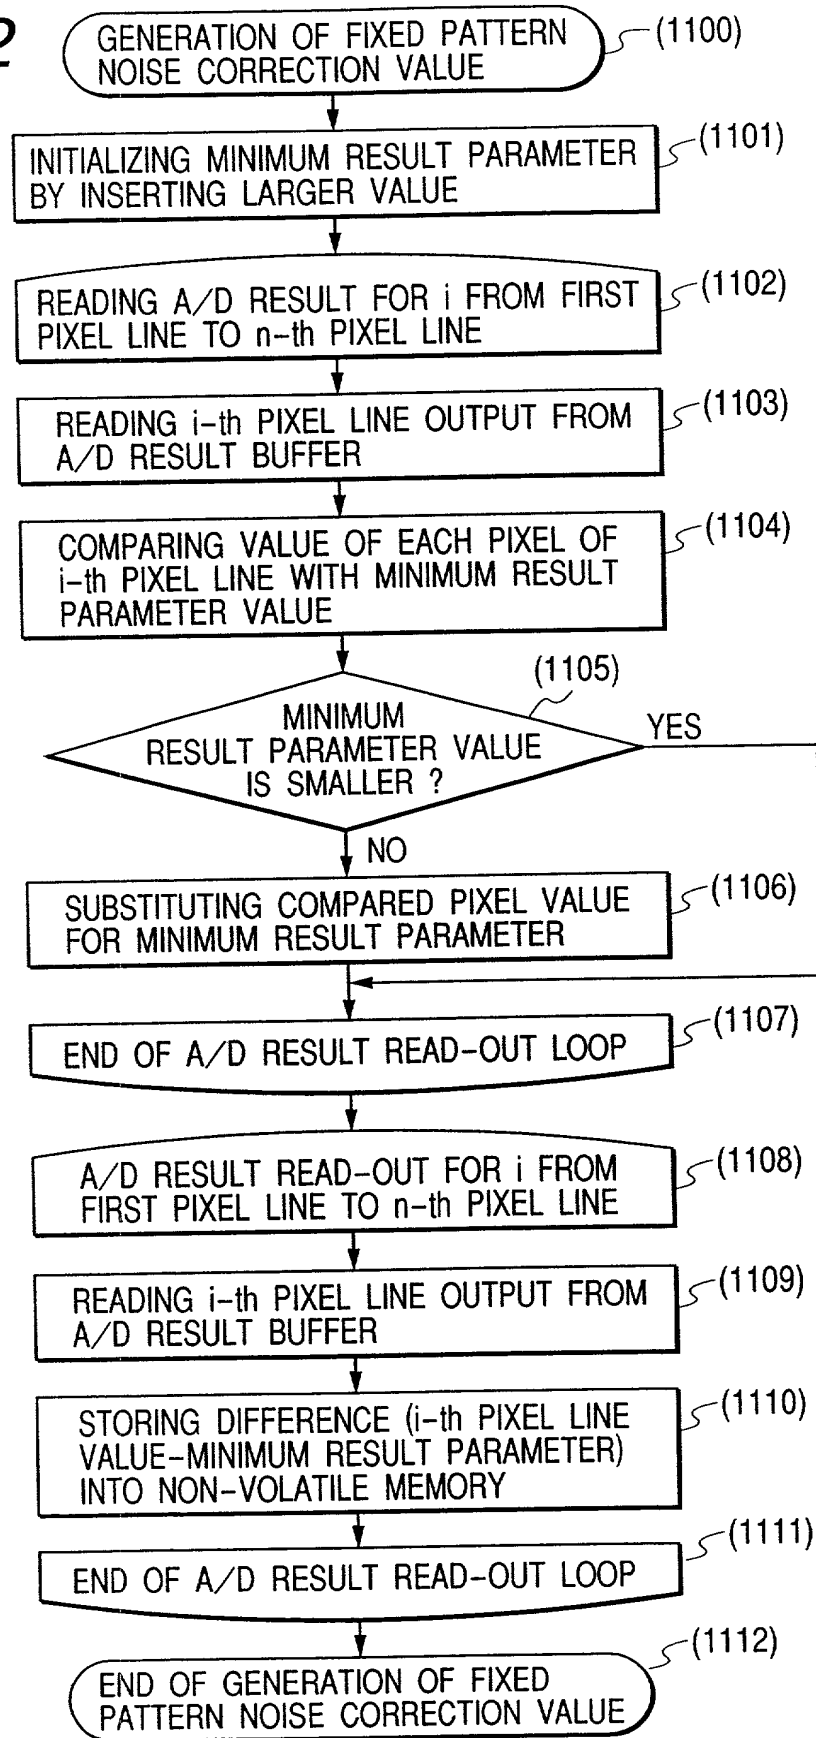 2
GENERATION OF FIXED PATTERN
NOISE CORRECTION VALUE
(1100)
INITIALIZING MINIMUM RESULT PARAMETER
BY INSERTING LARGER VALUE
(1101)
READING A/D RESULT FOR i FROM FIRST
PIXEL LINE TO n-th PIXEL LINE
(1102)
READING i-th PIXEL LINE OUTPUT FROM
A/D RESULT BUFFER
(1103)
COMPARING VALUE OF EACH PIXEL OF
i-th PIXEL LINE WITH MINIMUM RESULT
PARAMETER VALUE
(1104)
(1105)
MINIMUM
RESULT PARAMETER VALUE
IS SMALLER ?
YES
NO
SUBSTITUTING COMPARED PIXEL VALUE
FOR MINIMUM RESULT PARAMETER
(1106)
END OF A/D RESULT READ-OUT LOOP
(1107)
A/D RESULT READ-OUT FOR i FROM
FIRST PIXEL LINE TO n-th PIXEL LINE
(1108)
READING i-th PIXEL LINE OUTPUT FROM
A/D RESULT BUFFER
(1109)
STORING DIFFERENCE (i-th PIXEL LINE
VALUE-MINIMUM RESULT PARAMETER)
INTO NON-VOLATILE MEMORY
(1110)
END OF A/D RESULT READ-OUT LOOP
(1111)
END OF GENERATION OF FIXED
PATTERN NOISE CORRECTION VALUE
(1112)